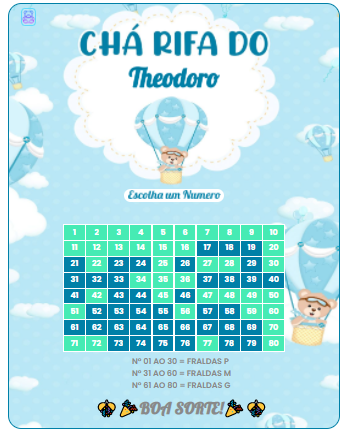 CHÁ RIFA DO
Theodoro
Escolha um Numero
1 2 3 4 5 6 7 8 9 10
11 12 13 14 15 16 17 18 19 20
21 22 23 24 25 26 27 28 29 30
31 32 33 34 35 36 37 38 39 40
41 42 43 44 45 46 47 48 49 50
51 52 53 54 55 56 57 58 59 60
61 62 63 64 65 66 67 68 69 70
71 72 73 74 75 76 77 78 79 80
Nº 01 AO 30 = FRALDAS P
Nº 31 AO 60 = FRALDAS M
Nº 61 AO 80 = FRALDAS G
BOA SORTE!